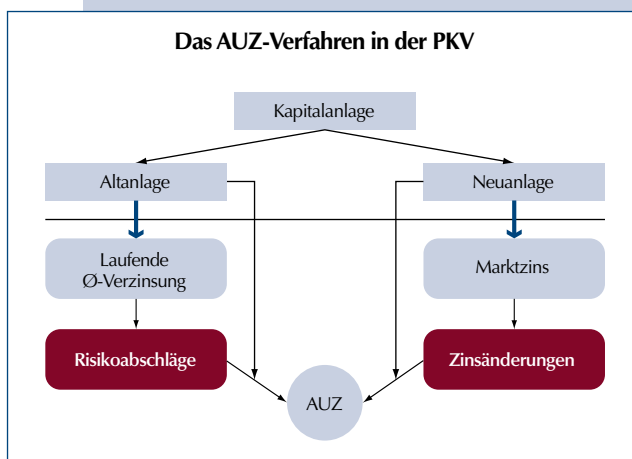 Das AUZ-Verfahren in der PKV
Kapitalanlage
Altanlage
Neuanlage
Laufende
Ø-Verzinsung
Marktzins
Risikoabschläge
Zinsänderungen
AUZ